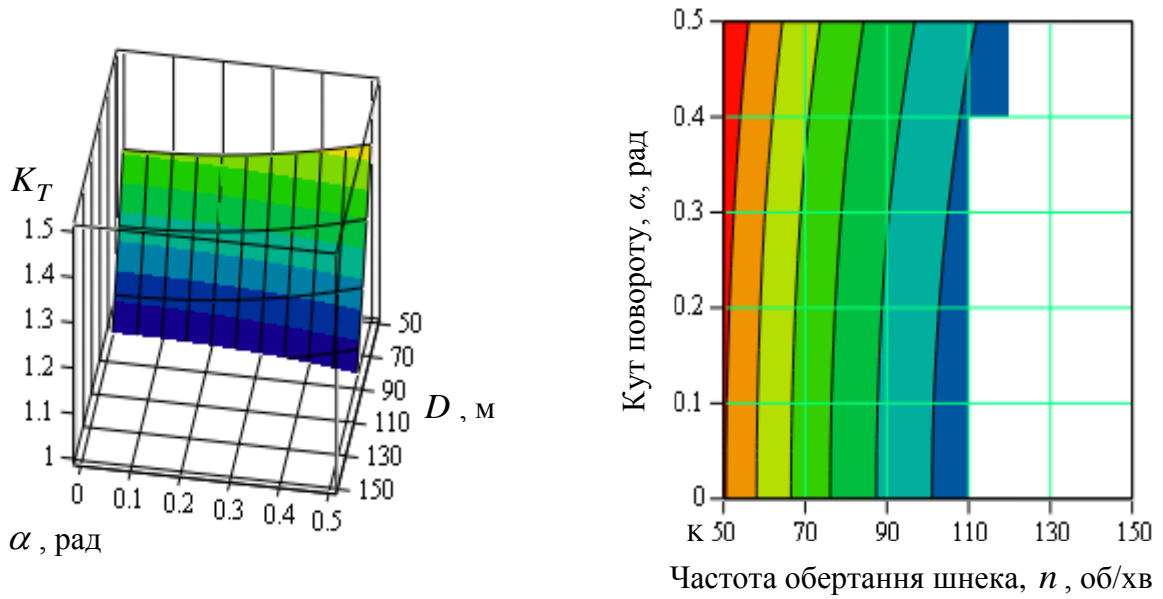 K_T
1.5
1.4
1.3
1.2
1.1
1
0 0.1 0.2 0.3 0.4 0.5
α , рад
50
70
90
110
130
150
D , м
0.5
0.4
0.3
0.2
0.1
0
Кут повороту, α, рад
К 50 70 90 110 130 150
Частота обертання шнека, n , об/хв